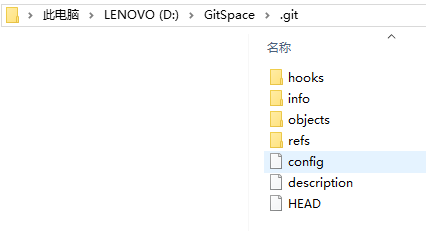 此电脑 > LENOVO (D:) > GitSpace > .git
名称
hooks
info
objects
refs
config
description
HEAD